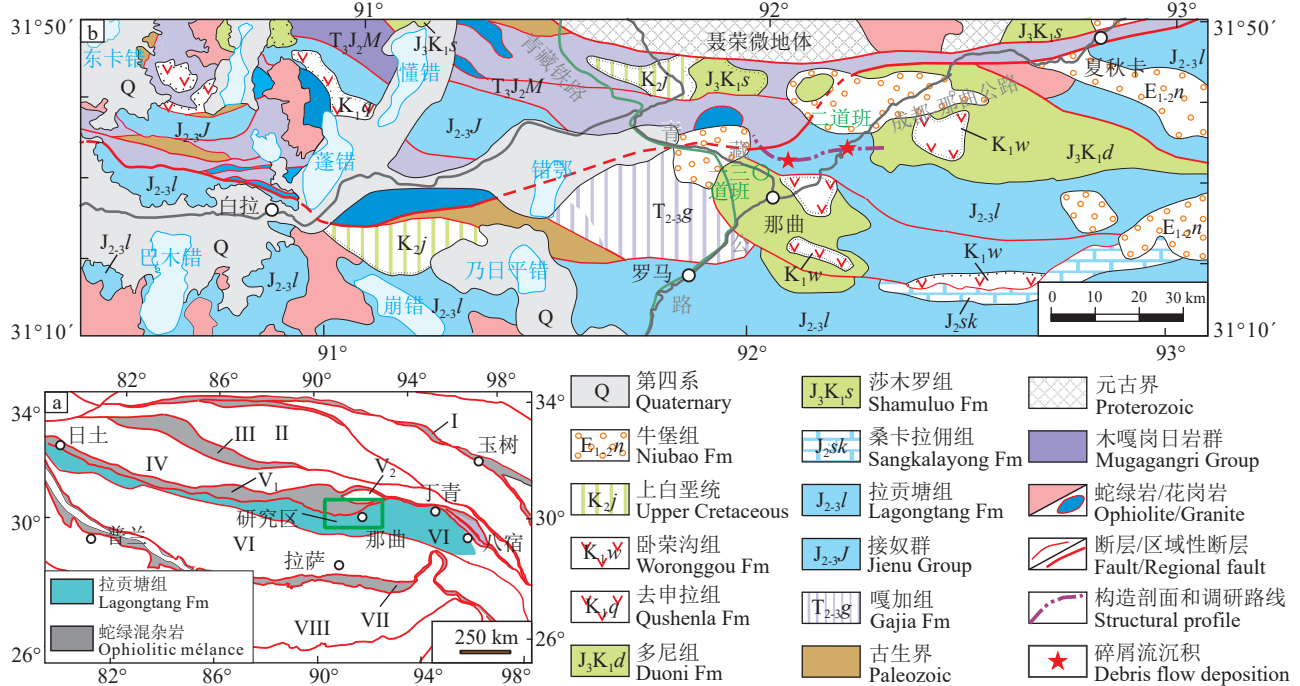 91°
92°
93°
31°50′
31°50′
b
东卡错
Q
T₃J₂M
J₃K₁s
懂错
K₁q
J₂₋₃J
蓬错
T₃J₂M
J₂₋₃J
青藏铁路
K₂j
J₃K₁s
聂荣微地体
J₃K₁s
夏秋卡
J₂₋₃l
E₁₋₂n
成都
那曲公路
二道班
K₁w
J₃K₁d
青
藏
公
路
错鄂
一二〇
道班
J₂₋₃l
白拉
T₂₋₃g
那曲
J₂₋₃l
E₁₋₂n
J₂₋₃l
巴木错
Q
J₂₋₃l
K₂j
乃日平错
罗马
K₁w
K₁w
崩错
J₂₋₃l
Q
J₂₋₃l
J₂sk
0 10 20 30 km
31°10′
31°10′
91°
92°
93°
82° 86° 90° 92° 94° 96° 98°
a
34°
34°
日土
III
II
I
玉树
IV
V₁
V₂
丁青
30°
30°
研究区
那曲
VI
VI
八宿
普兰
拉萨
VII
VIII
拉贡塘组
Lagongtang Fm
蛇绿混杂岩
Ophiolitic mélance
250 km
26°
26°
82° 86° 90° 92° 94° 96° 98°
Q
第四系
Quaternary
E₁₋₂n
牛堡组
Niubao Fm
K₂j
上白垩统
Upper Cretaceous
K₁w
卧荣沟组
Woronggou Fm
K₁q
去申拉组
Qushenla Fm
J₃K₁d
多尼组
Duoni Fm
J₃K₁s
莎木罗组
Shamuluo Fm
J₂sk
桑卡拉佣组
Sangkalayong Fm
J₂₋₃l
拉贡塘组
Lagongtang Fm
J₂₋₃J
接奴群
Jienu Group
T₂₋₃g
嘎加组
Gajia Fm
古生界
Paleozoic
元古界
Proterozoic
木嘎岗日岩群
Mugagangri Group
蛇绿岩/花岗岩
Ophiolite/Granite
断层/区域性断层
Fault/Regional fault
构造剖面和调研路线
Structural profile
碎屑流沉积
Debris flow deposition